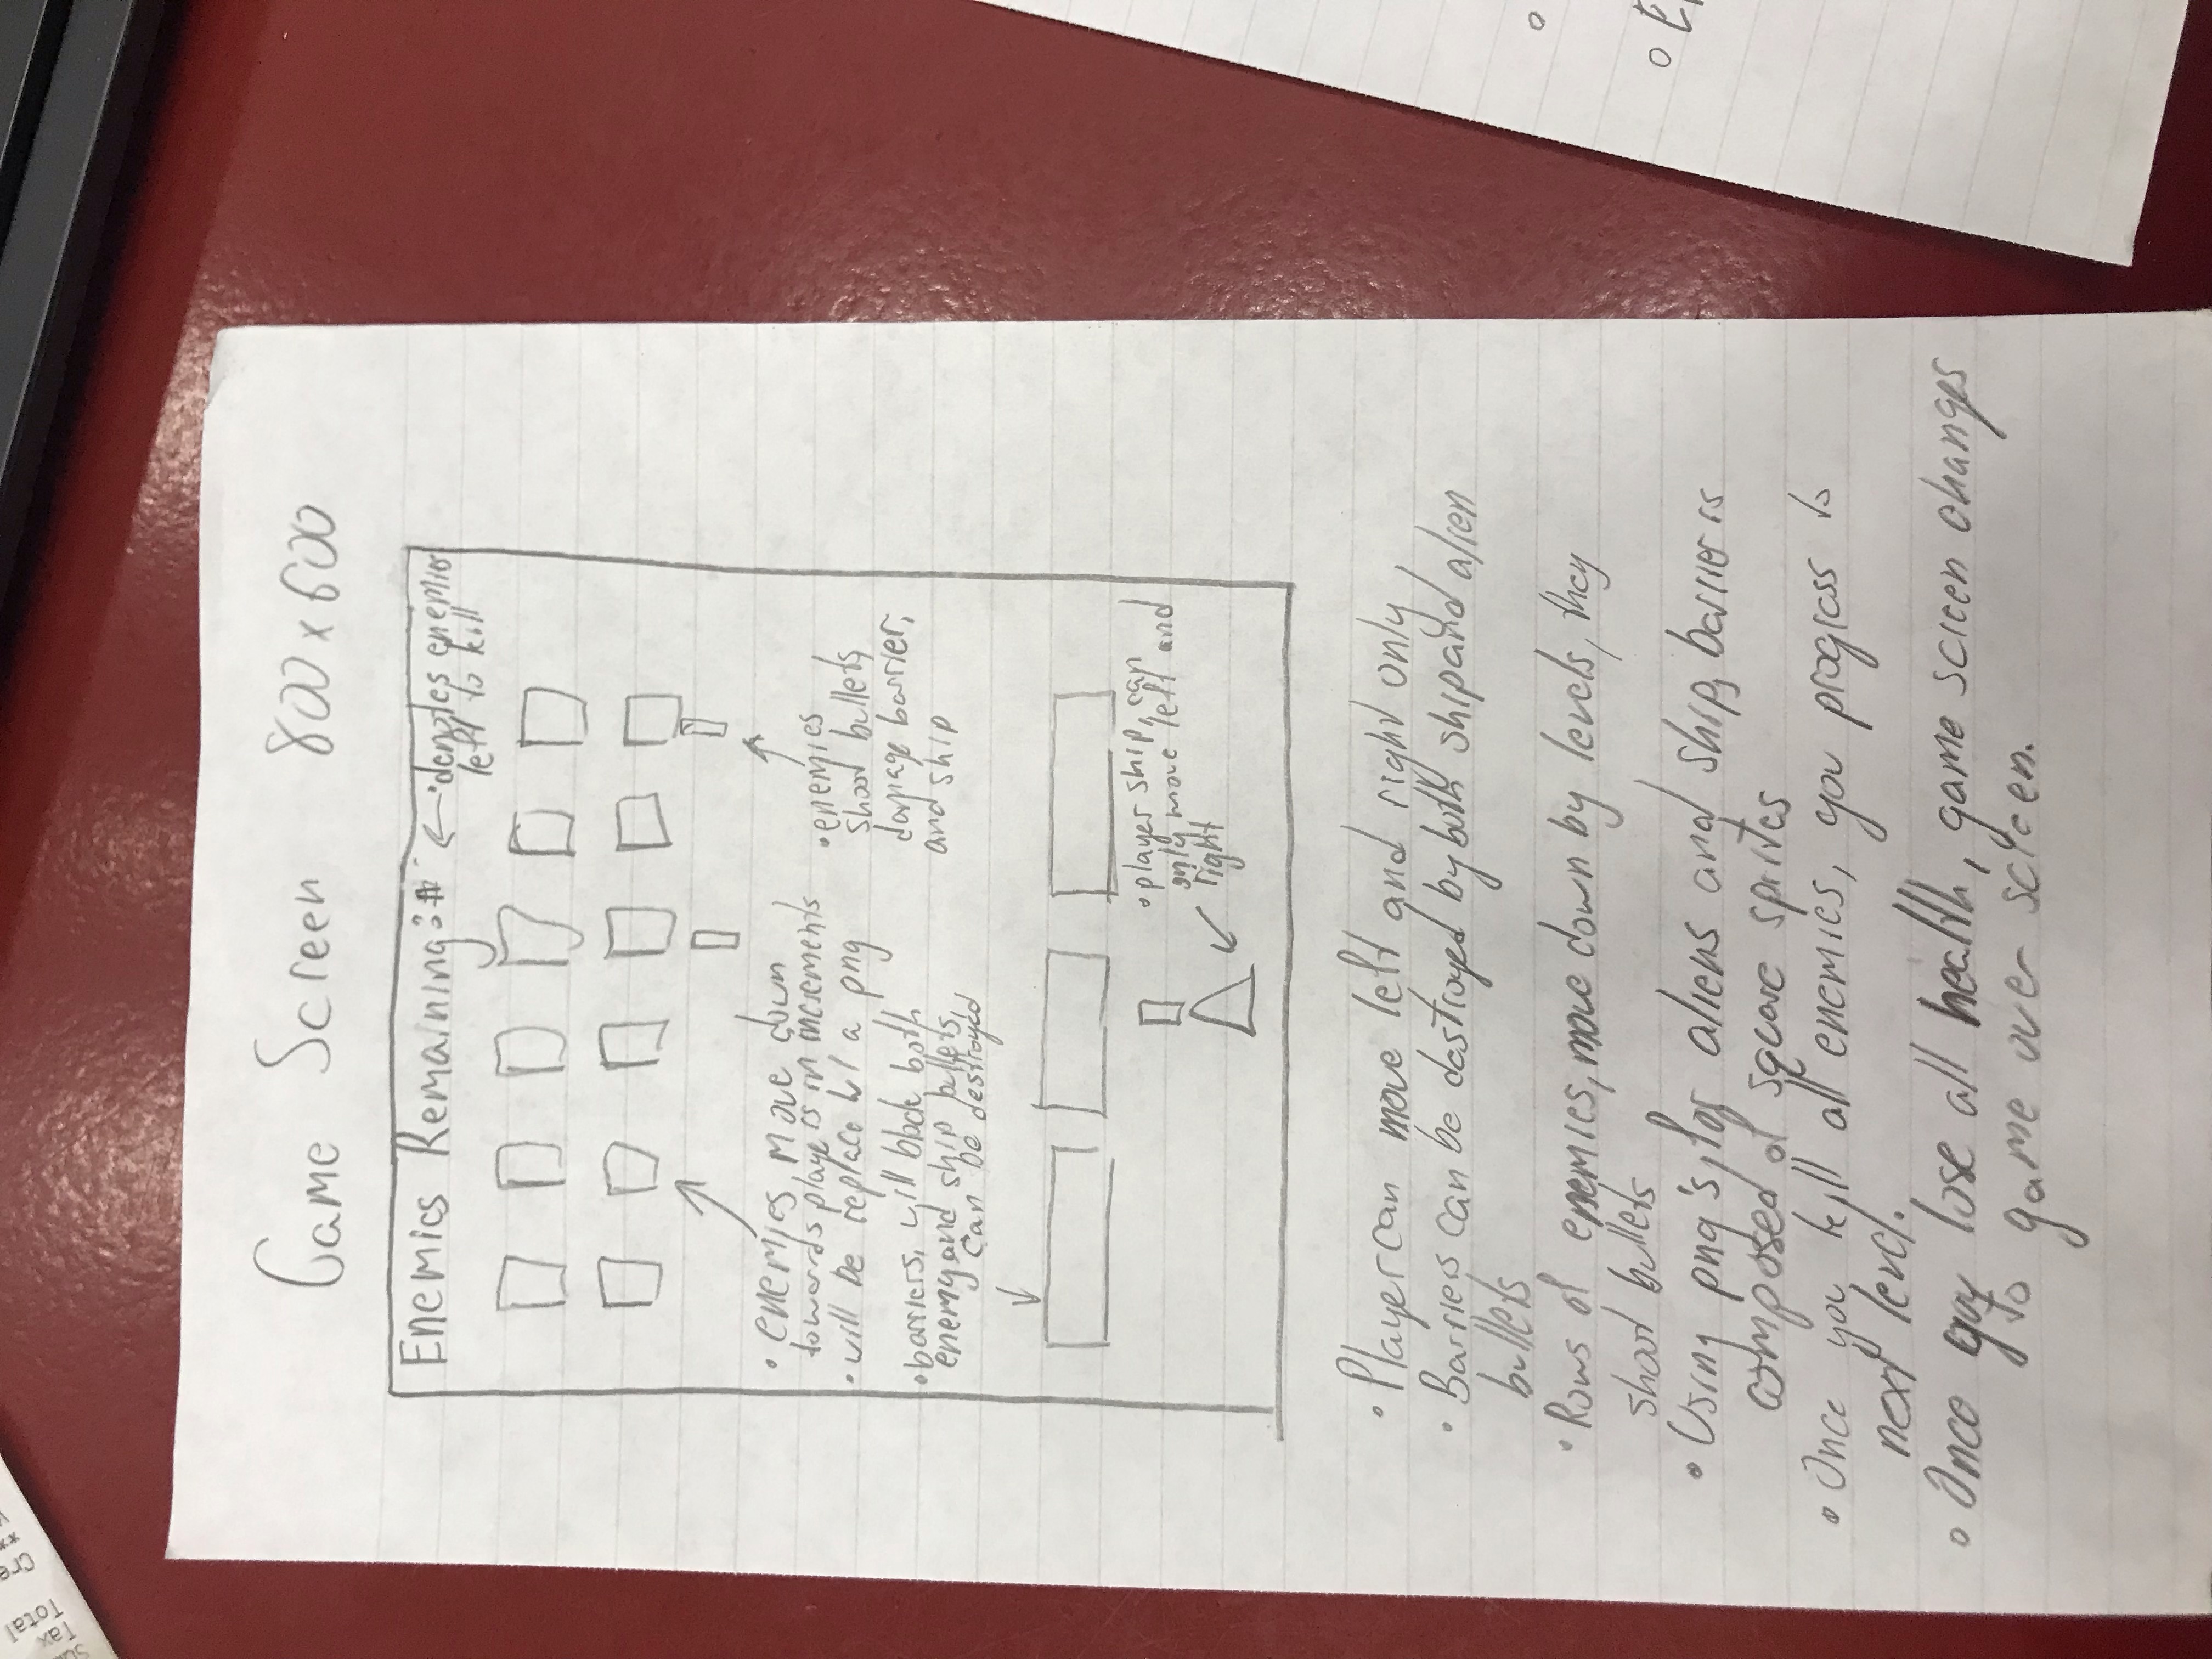 Total
Tax
Cre
**
Game Screen 800 x 600
Enemies Remaining: #
← • denotes enemies
left to kill
• enemies, move down
towards player is in increments
• will be replace w/ a png
• enemies
shoot bullets,
damage barrier,
and ship
• barriers, will block both
enemy and ship bullets,
can be destroyed
• player ship, can
only move left and
right
• Player can move left and right only,
• Barriers can be destroyed by both ship and alien
bullets
• Rows of enemies, move down by levels, they
shoot bullets
• Using png's, for aliens and ship, barrier is
composed of square sprites
• Once you kill all enemies, you progress to
next level.
• Once you lose all health, game screen changes
to game over screen.